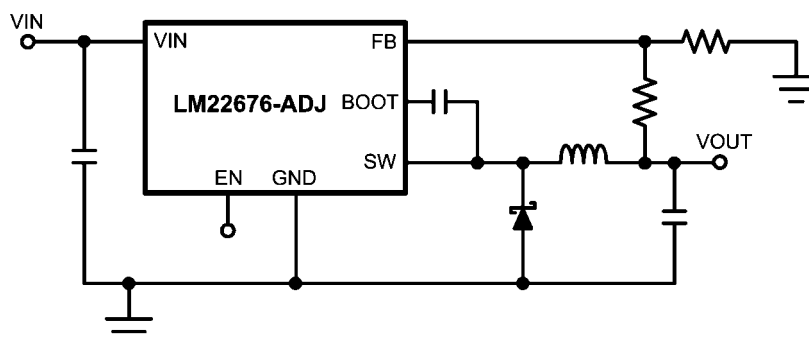 VIN
VIN
FB
LM22676-ADJ
BOOT
VOUT
SW
EN
GND